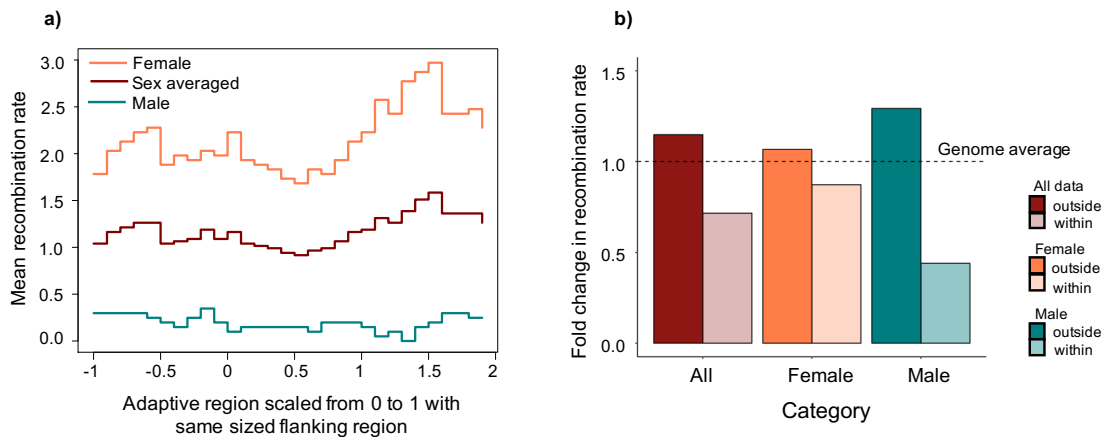 a)
Mean recombination rate
3.0
2.5
2.0
1.5
1.0
0.5
0.0
Female
Sex averaged
Male
-1
-0.5
0
0.5
1
1.5
2
Adaptive region scaled from 0 to 1 with
same sized flanking region
b)
Fold change in recombination rate
1.5
1.0
0.5
0.0
Genome average
All
Female
Male
Category
All data
outside
within
Female
outside
within
Male
outside
within